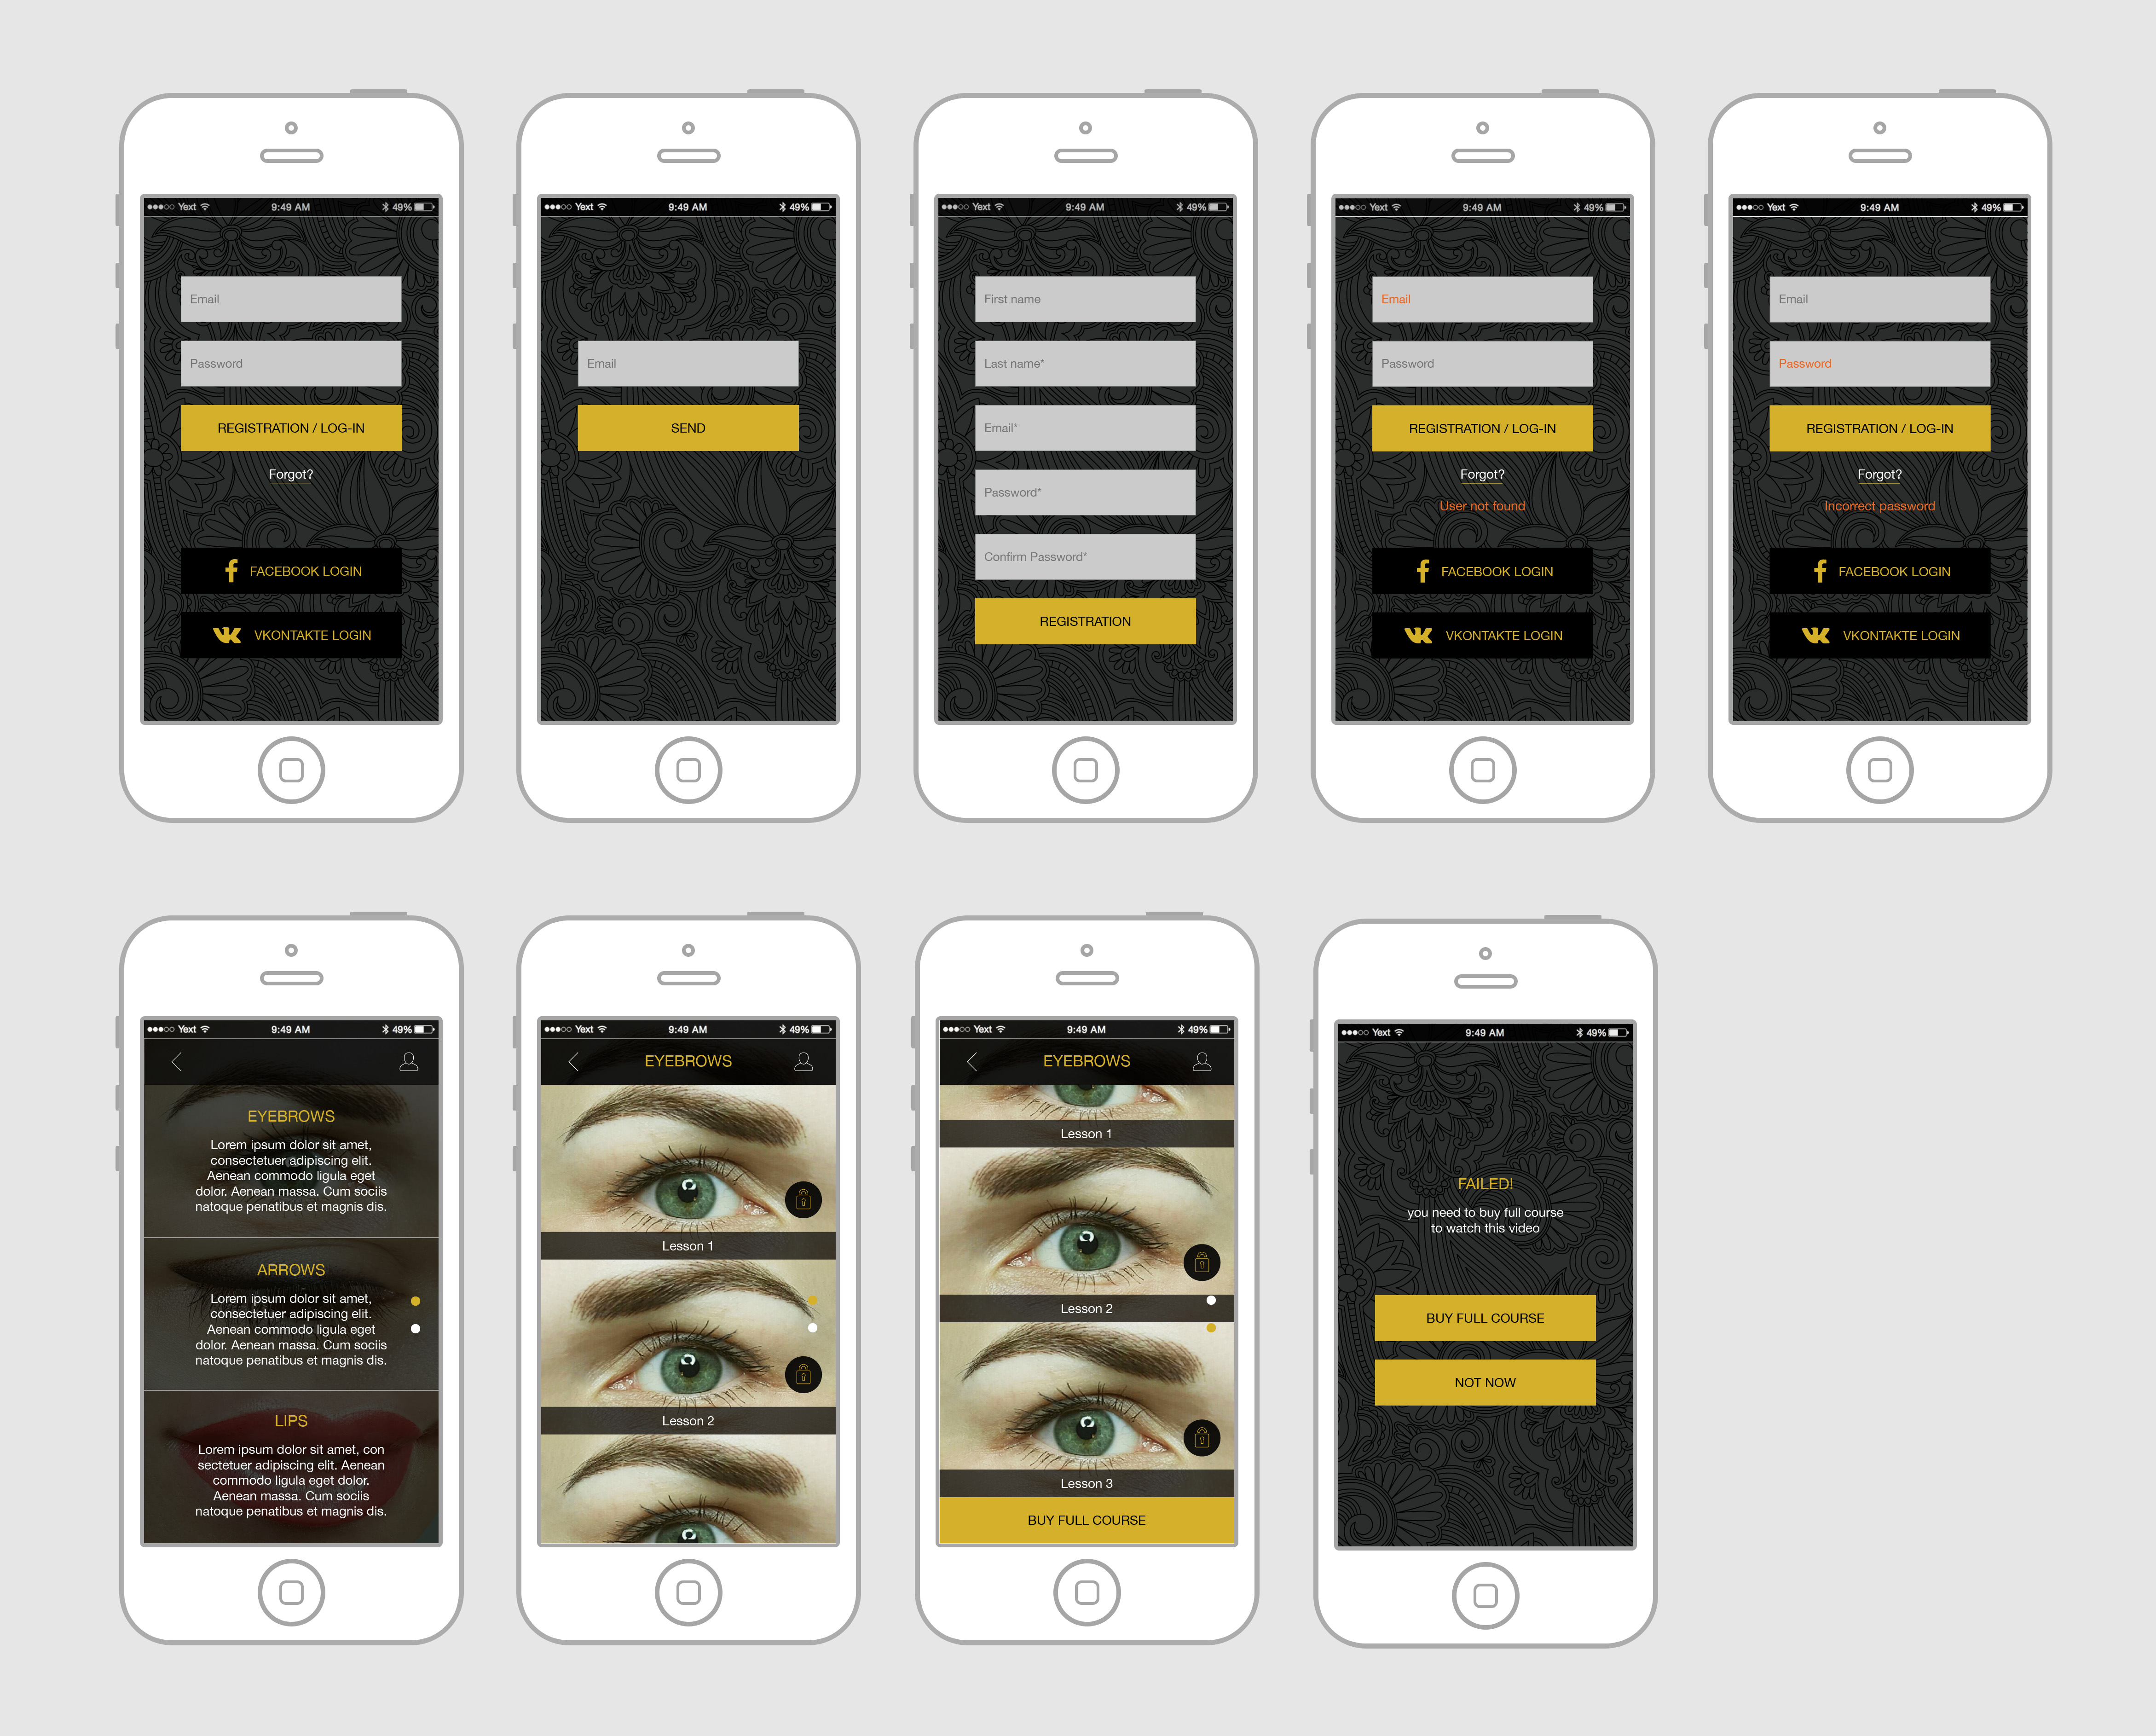 Yext 9:49 AM 49%
Email
Password
REGISTRATION / LOG-IN
Forgot?
FACEBOOK LOGIN
VKONTAKTE LOGIN
Yext 9:49 AM 49%
Email
SEND
Yext 9:49 AM 49%
First name
Last name*
Email*
Password*
Confirm Password*
REGISTRATION
Yext 9:49 AM 49%
Email
Password
REGISTRATION / LOG-IN
Forgot?
User not found
FACEBOOK LOGIN
VKONTAKTE LOGIN
Yext 9:49 AM 49%
Email
Password
REGISTRATION / LOG-IN
Forgot?
Incorrect password
FACEBOOK LOGIN
VKONTAKTE LOGIN
Yext 9:49 AM 49%
EYEBROWS
Lorem ipsum dolor sit amet,
consectetuer adipiscing elit.
Aenean commodo ligula eget
dolor. Aenean massa. Cum sociis
natoque penatibus et magnis dis.
ARROWS
Lorem ipsum dolor sit amet,
consectetuer adipiscing elit.
Aenean commodo ligula eget
dolor. Aenean massa. Cum sociis
natoque penatibus et magnis dis.
LIPS
Lorem ipsum dolor sit amet, con
sectetuer adipiscing elit. Aenean
commodo ligula eget dolor.
Aenean massa. Cum sociis
natoque penatibus et magnis dis.
Yext 9:49 AM 49%
EYEBROWS
Lesson 1
Lesson 2
Yext 9:49 AM 49%
EYEBROWS
Lesson 1
Lesson 2
Lesson 3
BUY FULL COURSE
Yext 9:49 AM 49%
FAILED!
you need to buy full course
to watch this video
BUY FULL COURSE
NOT NOW